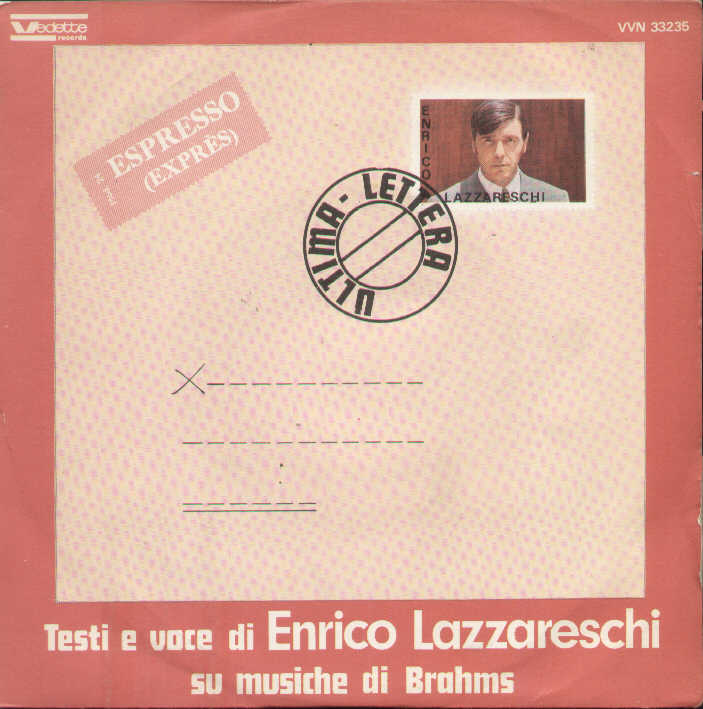 Vedette
records
VVN 33235
ESPRESSO
(EXPRÈS)
ENRICO
LAZZARESCHI
ULTIMA-LETTERA
X
Testi e voce di Enrico Lazzareschi
su musiche di Brahms